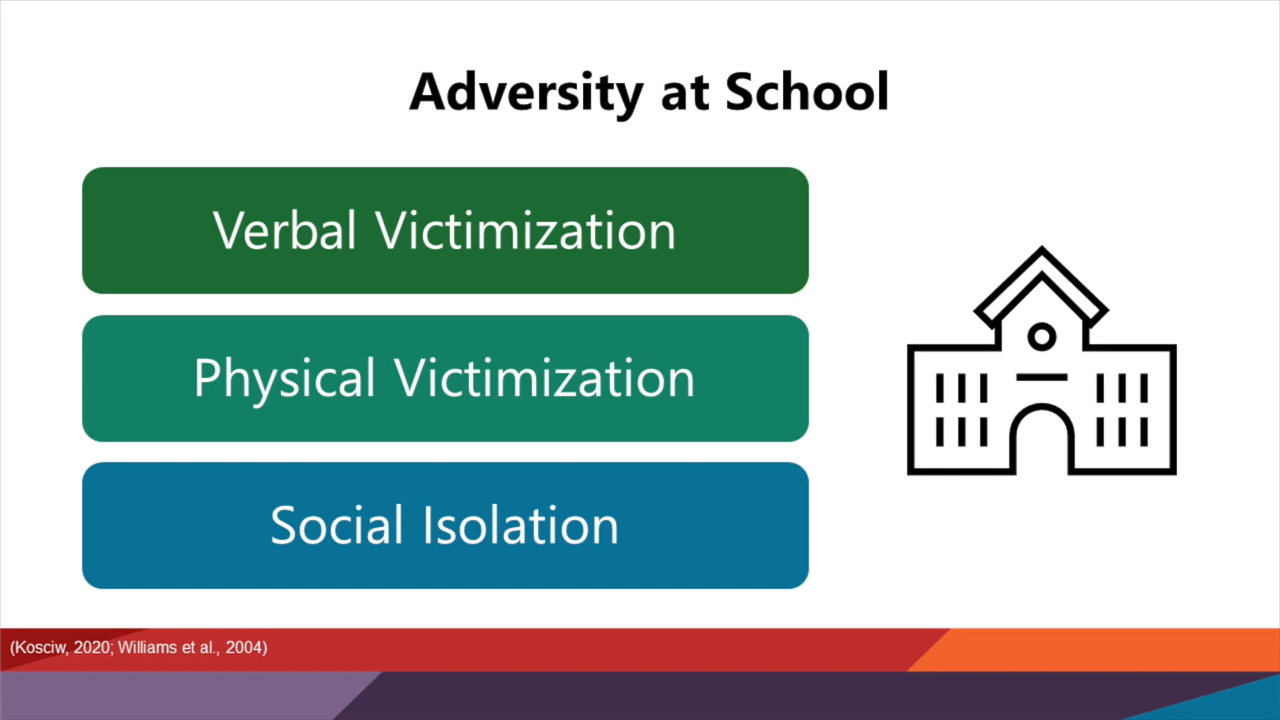 Adversity at School
Verbal Victimization
Physical Victimization
Social Isolation
(Kosciw, 2020; Williams et al., 2004)